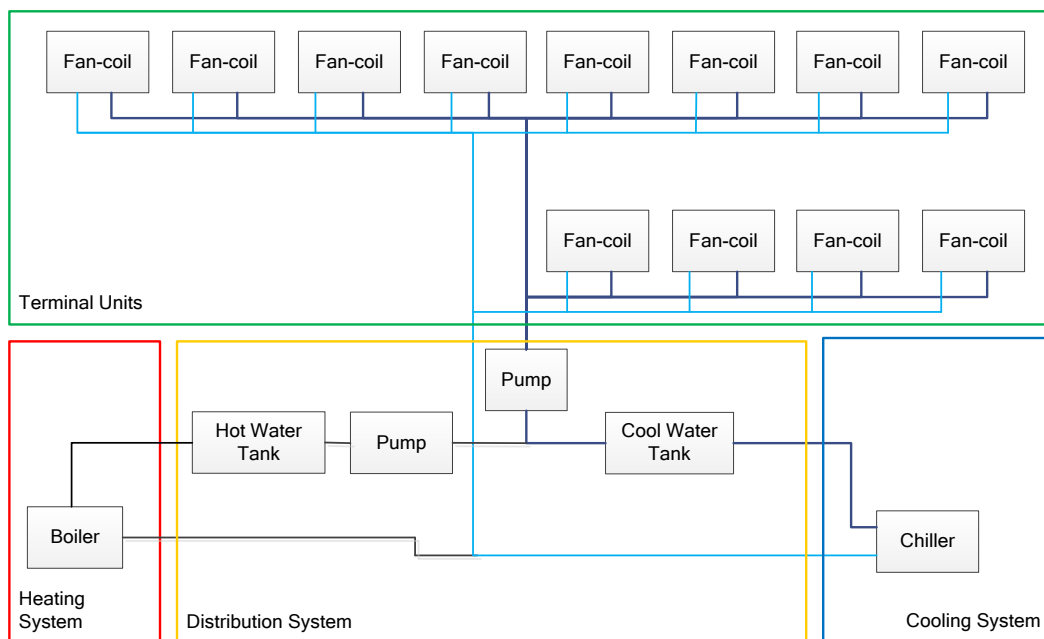 Fan-coil
Fan-coil
Fan-coil
Fan-coil
Fan-coil
Fan-coil
Fan-coil
Fan-coil
Fan-coil
Fan-coil
Fan-coil
Fan-coil
Terminal Units
Pump
Hot Water
Tank
Pump
Cool Water
Tank
Boiler
Chiller
Heating
System
Distribution System
Cooling System